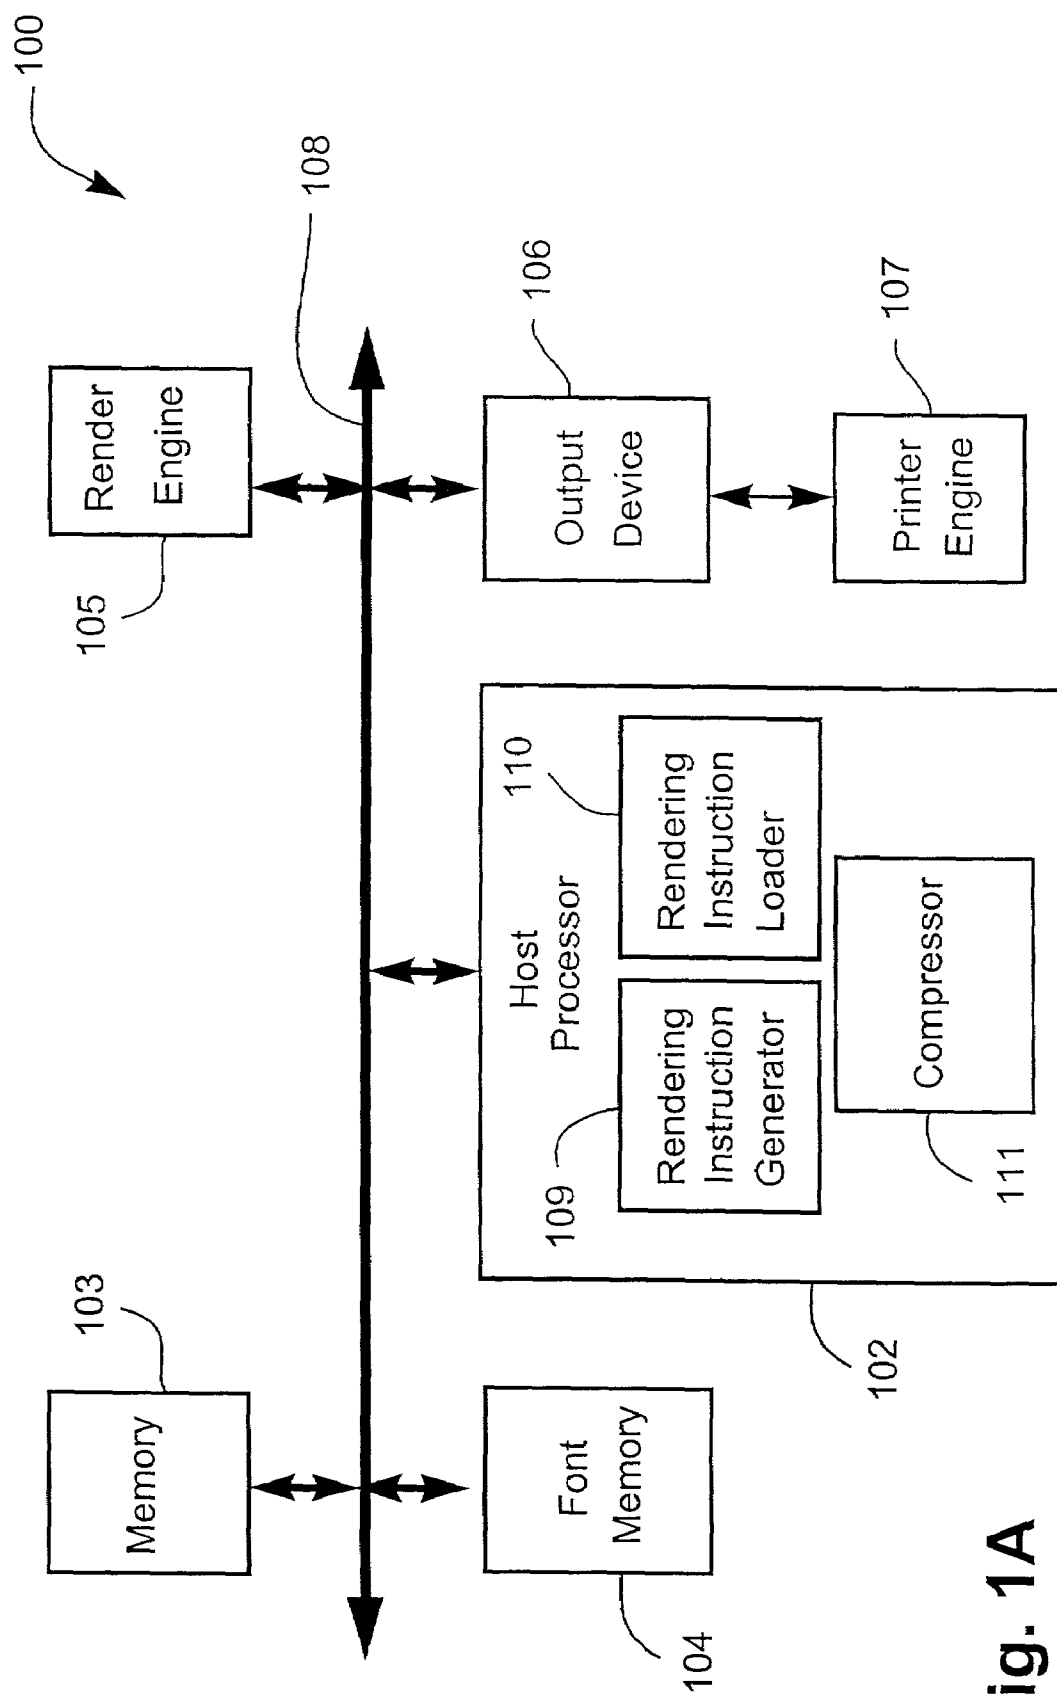 100
108
Memory
103
Render
Engine
105
Font
Memory
104
Host
Processor
102
109
Rendering
Instruction
Generator
110
Rendering
Instruction
Loader
Compressor
111
Output
Device
106
Printer
Engine
107
ig. 1A